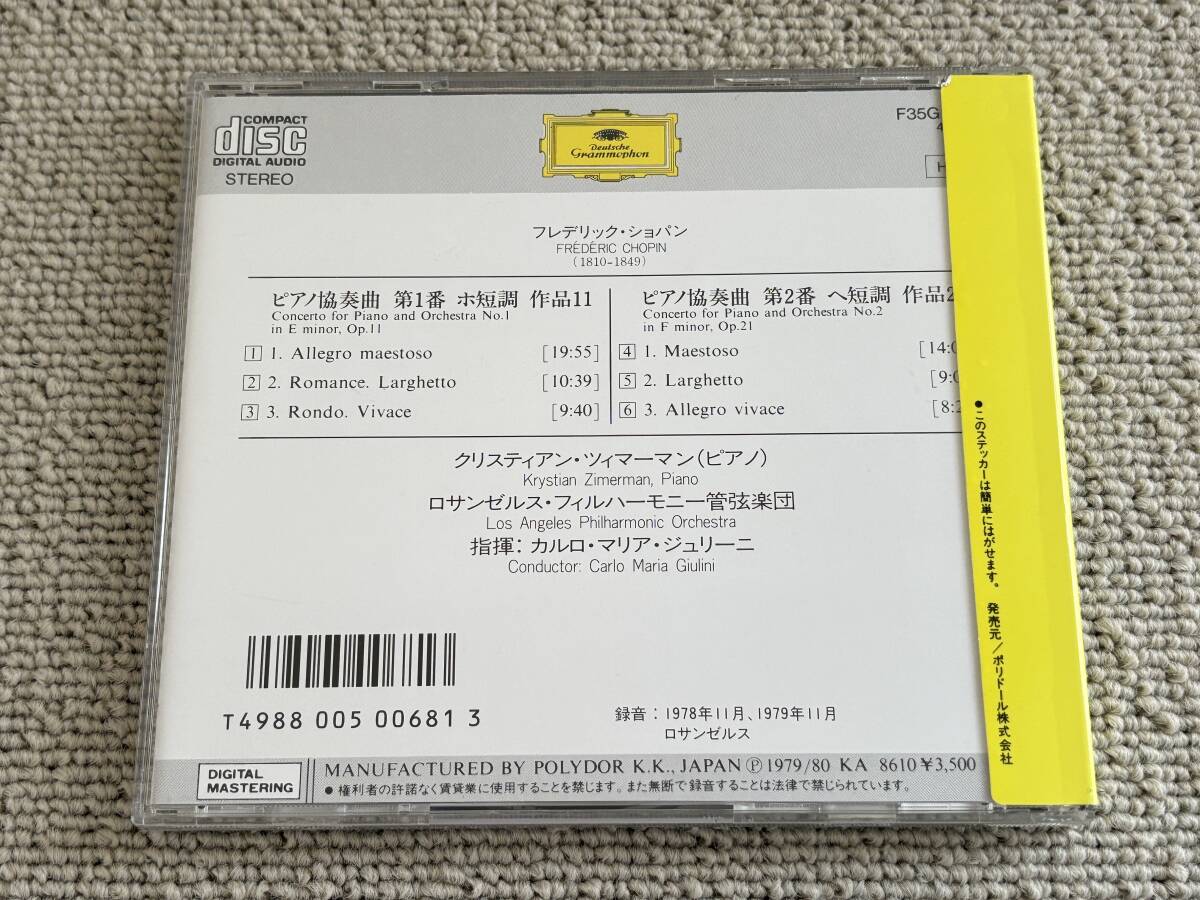 COMPACT
disc
DIGITAL AUDIO
STEREO
Deutsche
Grammophon
F35G
フレデリック・ショパン
FRÉDÉRIC CHOPIN
(1810-1849)
ピアノ協奏曲 第1番 ホ短調 作品11
Concerto for Piano and Orchestra No.1
in E minor, Op.11
1 1. Allegro maestoso [19:55]
2 2. Romance. Larghetto [10:39]
3 3. Rondo. Vivace [9:40]
ピアノ協奏曲 第2番 ヘ短調 作品2
Concerto for Piano and Orchestra No.2
in F minor, Op.21
4 1. Maestoso [14:0
5 2. Larghetto [9:0
6 3. Allegro vivace [8:2
クリスティアン・ツィマーマン(ピアノ)
Krystian Zimerman, Piano
ロサンゼルス・フィルハーモニー管弦楽団
Los Angeles Philharmonic Orchestra
指揮: カルロ・マリア・ジュリーニ
Conductor: Carlo Maria Giulini
T4988 005 00681 3
録音:1978年11月、1979年11月
ロサンゼルス
DIGITAL
MASTERING
MANUFACTURED BY POLYDOR K.K., JAPAN Ⓟ1979/80 KA 8610 ¥3,500
●権利者の許諾なく賃貸業に使用することを禁じます。また無断で録音することは法律で禁じられています。
●このステッカーは簡単にはがせます。 発売元/ポリドール株式会社